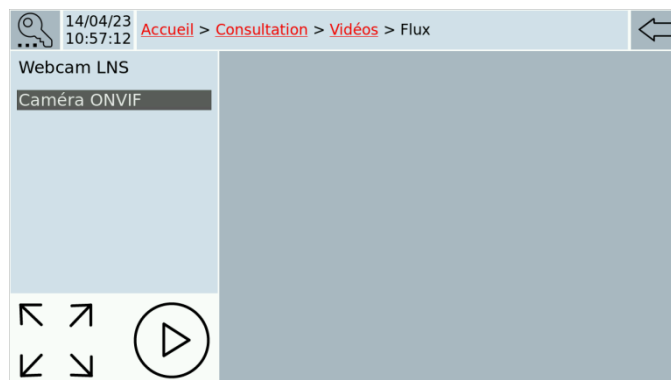 14/04/23
10:57:12
Accueil > Consultation > Vidéos > Flux
Webcam LNS
Caméra ONVIF